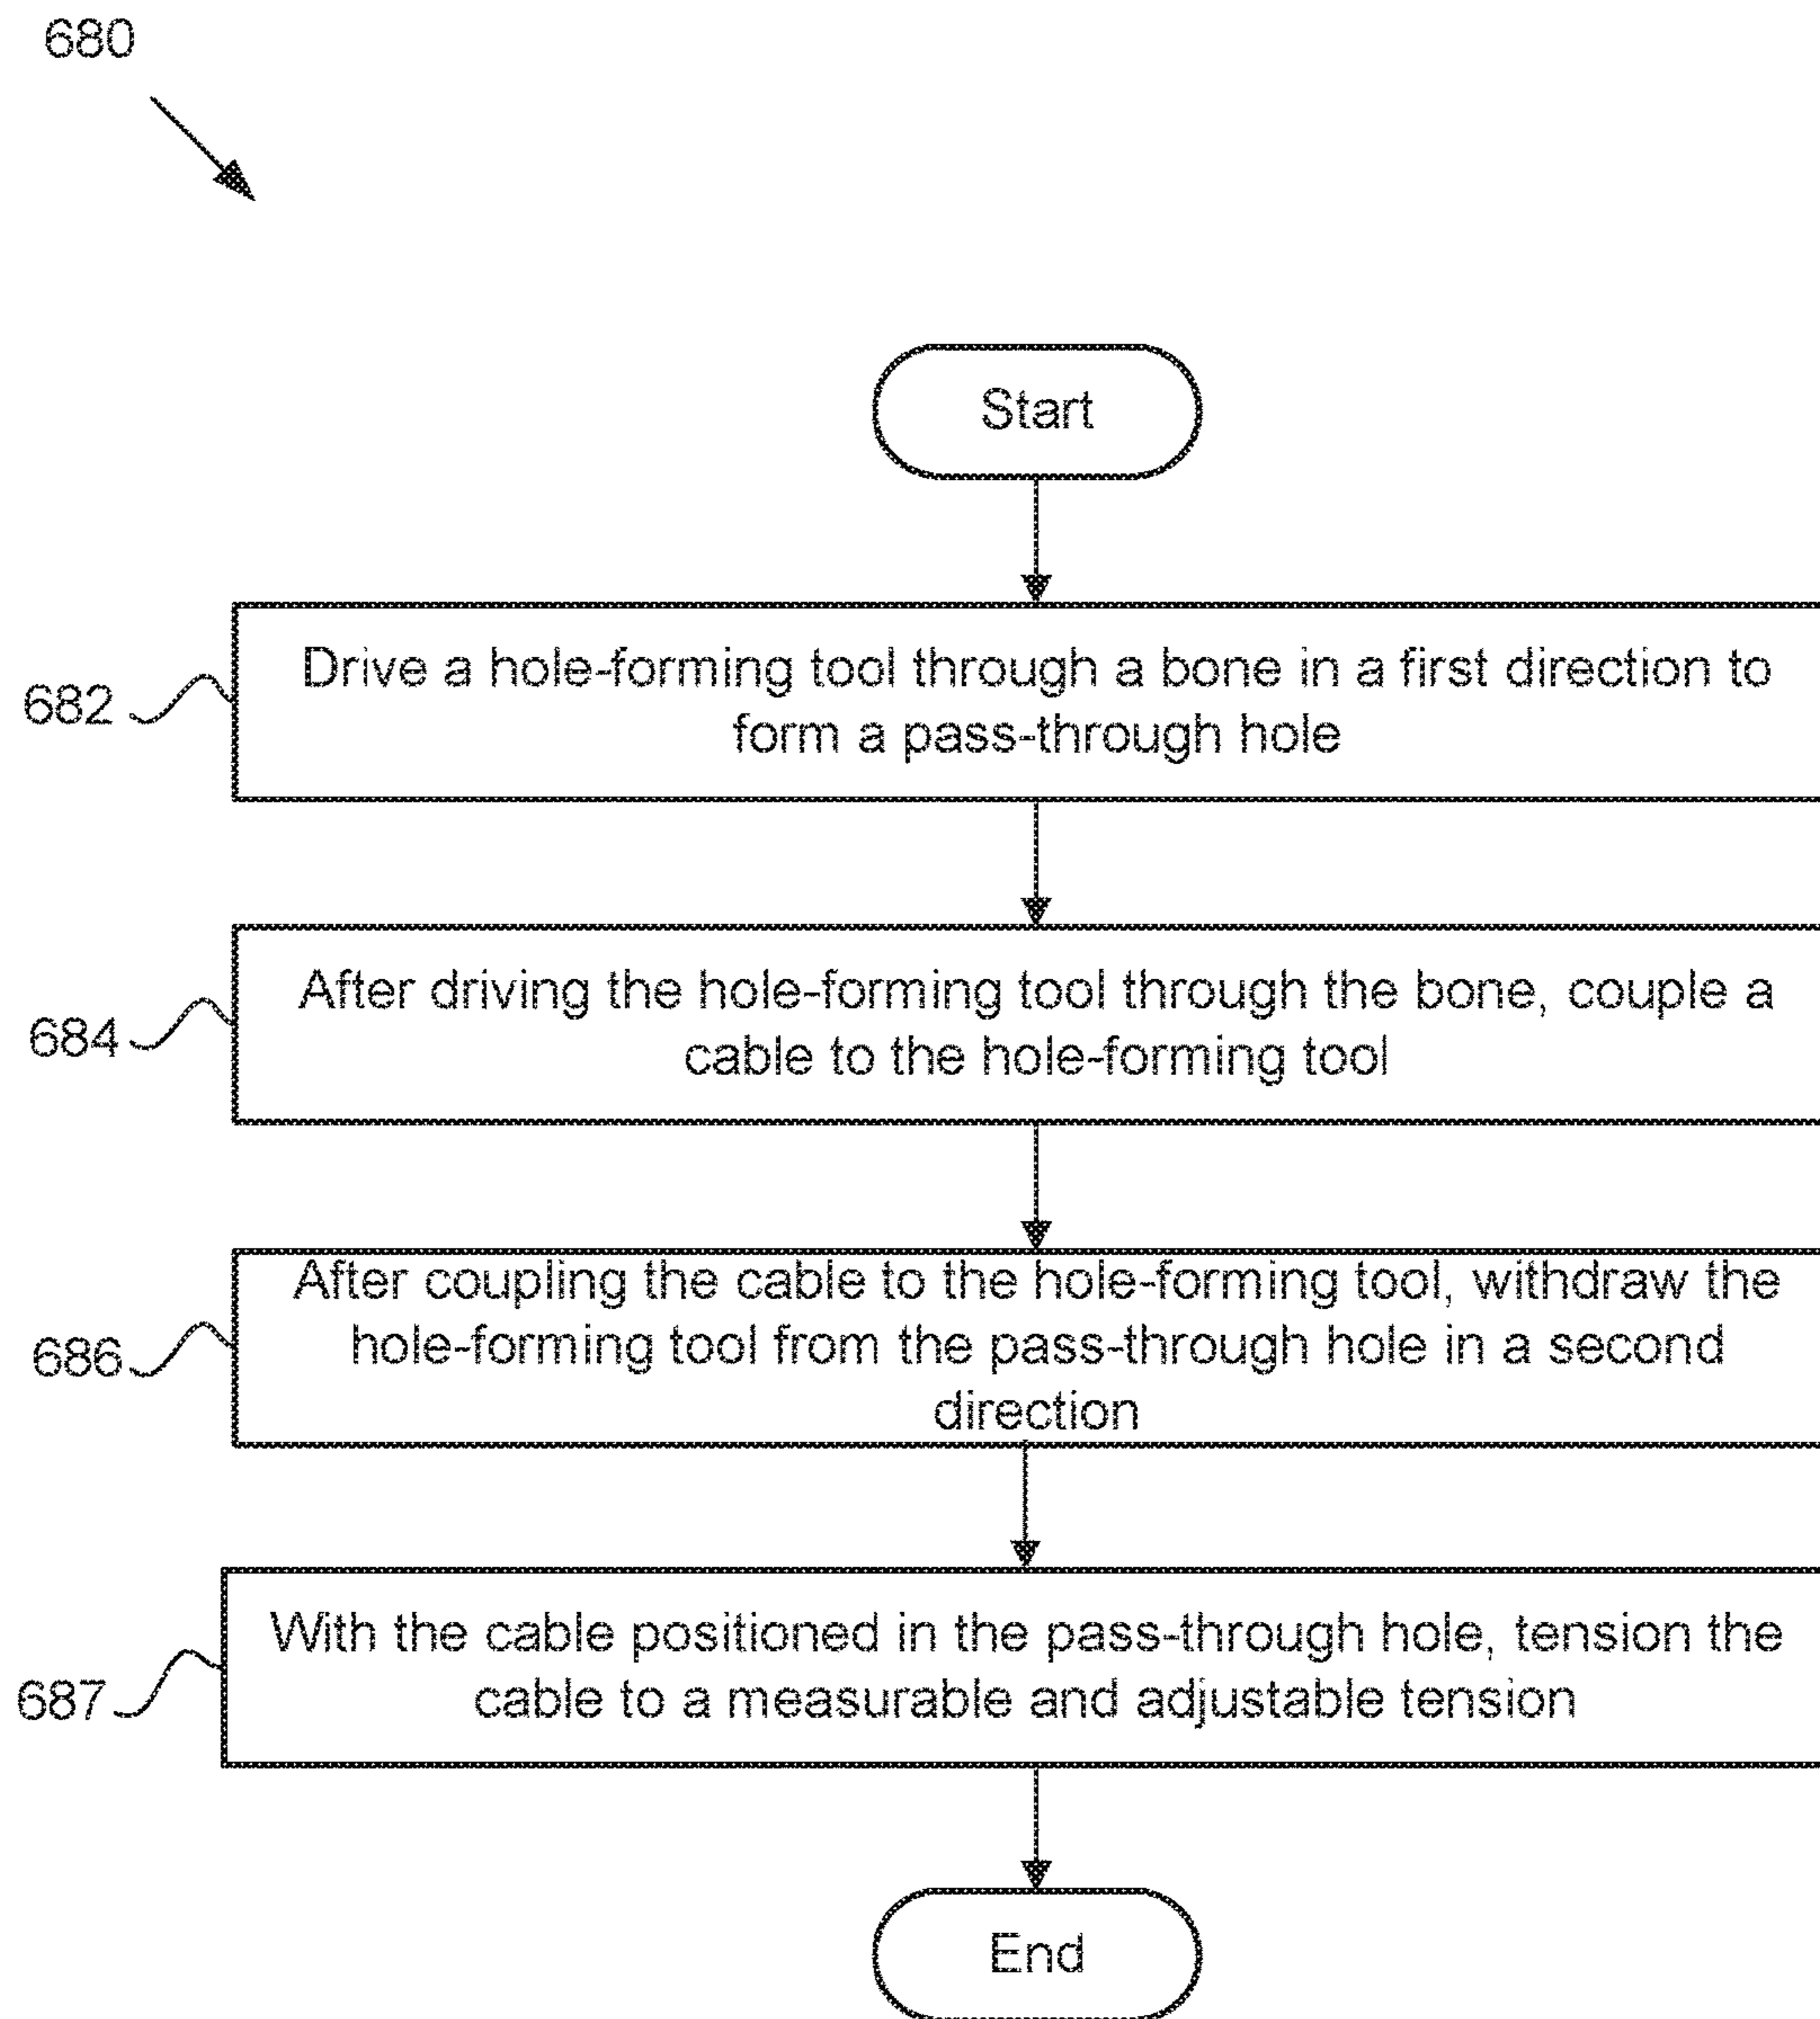 680
Start
682
Drive a hole-forming tool through a bone in a first direction to
form a pass-through hole
684
After driving the hole-forming tool through the bone, couple a
cable to the hole-forming tool
686
After coupling the cable to the hole-forming tool, withdraw the
hole-forming tool from the pass-through hole in a second
direction
687
With the cable positioned in the pass-through hole, tension the
cable to a measurable and adjustable tension
End